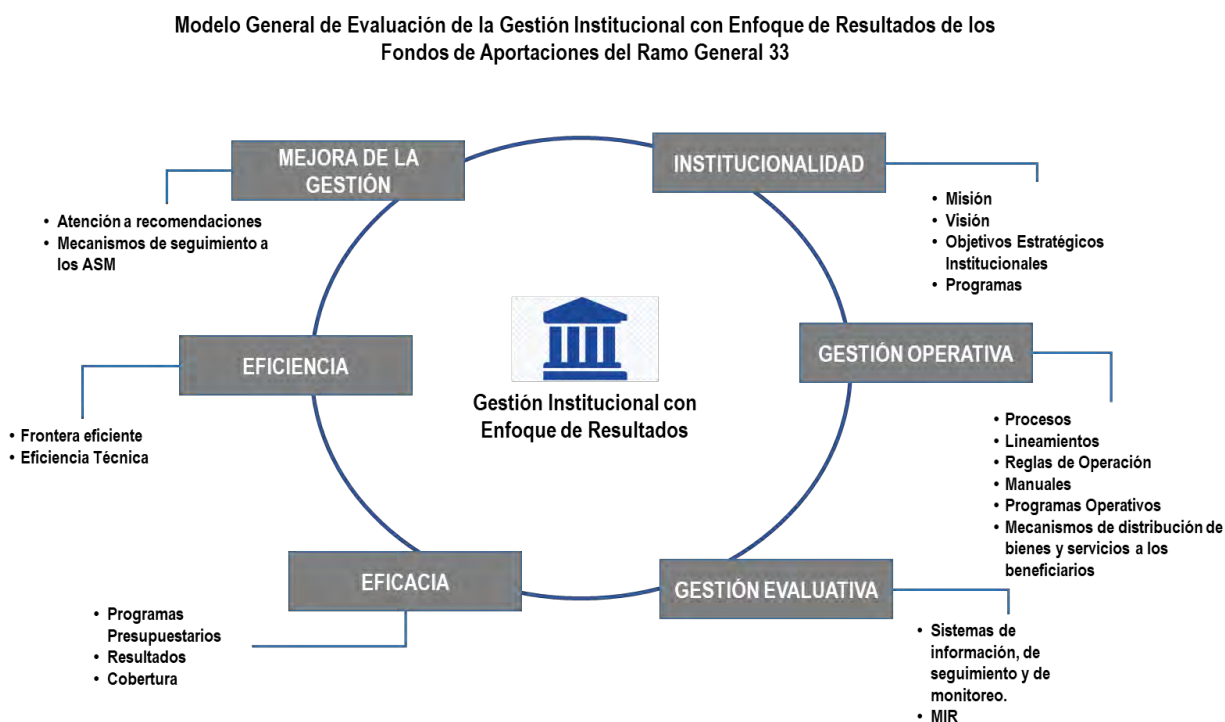 Modelo General de Evaluación de la Gestión Institucional con Enfoque de Resultados de los
Fondos de Aportaciones del Ramo General 33
MEJORA DE LA
GESTIÓN
• Atención a recomendaciones
• Mecanismos de seguimiento a
los ASM
INSTITUCIONALIDAD
• Misión
• Visión
• Objetivos Estratégicos
Institucionales
• Programas
EFICIENCIA
• Frontera eficiente
• Eficiencia Técnica
Gestión Institucional con
Enfoque de Resultados
GESTIÓN OPERATIVA
• Procesos
• Lineamientos
• Reglas de Operación
• Manuales
• Programas Operativos
• Mecanismos de distribución de
bienes y servicios a los
beneficiarios
EFICACIA
• Programas
Presupuestarios
• Resultados
• Cobertura
GESTIÓN EVALUATIVA
• Sistemas de
información, de
seguimiento y de
monitoreo.
• MIR